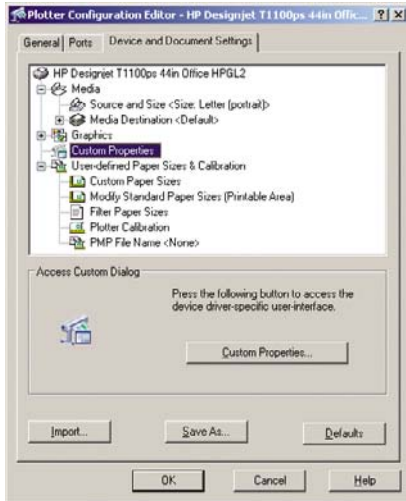 Plotter Configuration Editor - HP Designjet T1100ps 44in Offic...
General
Ports
Device and Document Settings
HP Designjet T1100ps 44in Office HPGL2
Media
Source and Size <Size: Letter (portrait)>
Media Destination <Default>
Graphics
Custom Properties
User-defined Paper Sizes & Calibration
Custom Paper Sizes
Modify Standard Paper Sizes (Printable Area)
Filter Paper Sizes
Plotter Calibration
PMP File Name <None>
Access Custom Dialog
Press the following button to access the
device driver-specific user-interface.
Custom Properties...
Import...
Save As...
Defaults
OK
Cancel
Help